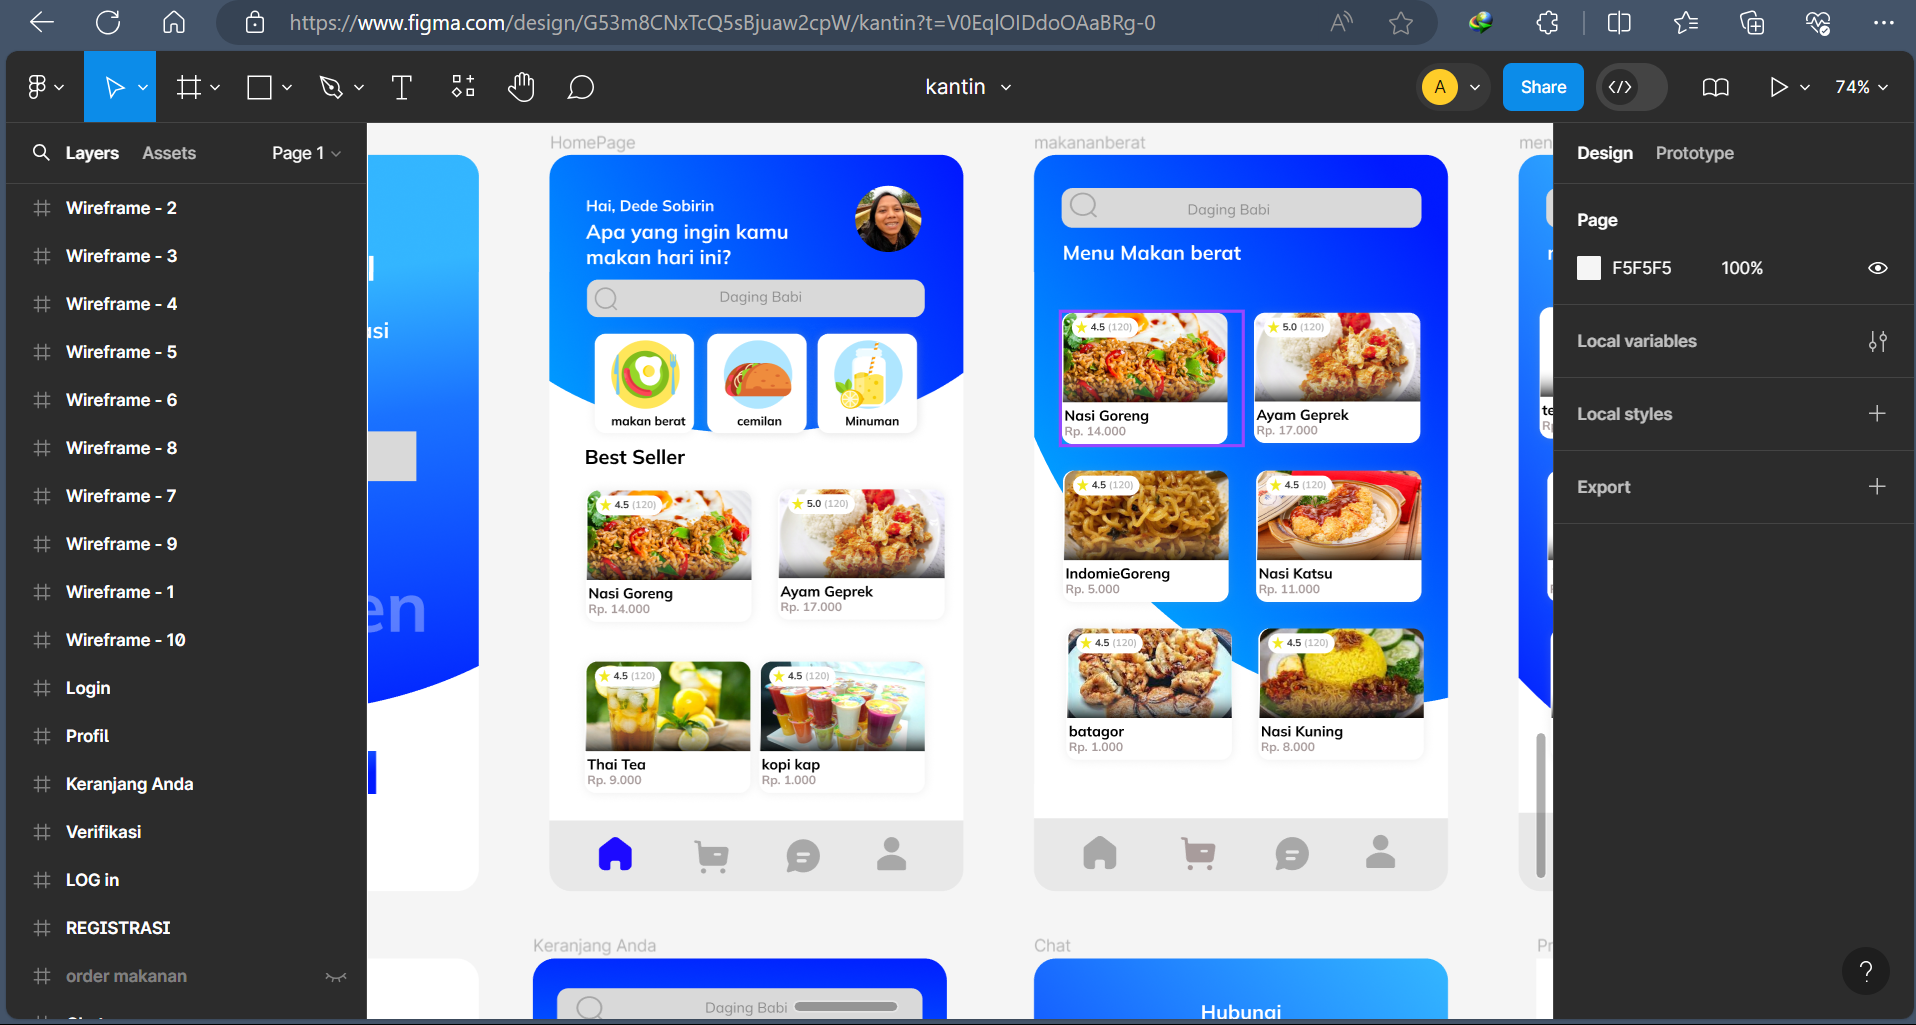 https://www.figma.com/design/G53m8CNxTcQ5sBjuaw2cpW/kantin?t=V0EqlOIDdoOAaBRg-0
kantin
A
Share
74%
Layers
Assets
Page 1
Wireframe - 2
Wireframe - 3
Wireframe - 4
Wireframe - 5
Wireframe - 6
Wireframe - 8
Wireframe - 7
Wireframe - 9
Wireframe - 1
Wireframe - 10
Login
Profil
Keranjang Anda
Verifikasi
LOG in
REGISTRASI
order makanan
asi
en
HomePage
Hai, Dede Sobirin
Apa yang ingin kamu
makan hari ini?
Daging Babi
makan berat
cemilan
Minuman
Best Seller
4.5 (120)
Nasi Goreng
Rp. 14.000
5.0 (120)
Ayam Geprek
Rp. 17.000
4.5 (120)
Thai Tea
Rp. 9.000
4.5 (120)
kopi kap
Rp. 1.000
makananberat
Daging Babi
Menu Makan berat
4.5 (120)
Nasi Goreng
Rp. 14.000
5.0 (120)
Ayam Geprek
Rp. 17.000
4.5 (120)
IndomieGoreng
Rp. 5.000
4.5 (120)
Nasi Katsu
Rp. 11.000
4.5 (120)
batagor
Rp. 1.000
4.5 (120)
Nasi Kuning
Rp. 8.000
men
te
Keranjang Anda
Daging Babi
Chat
Hubungi
Pr
Design
Prototype
Page
F5F5F5
100%
Local variables
Local styles
Export
?